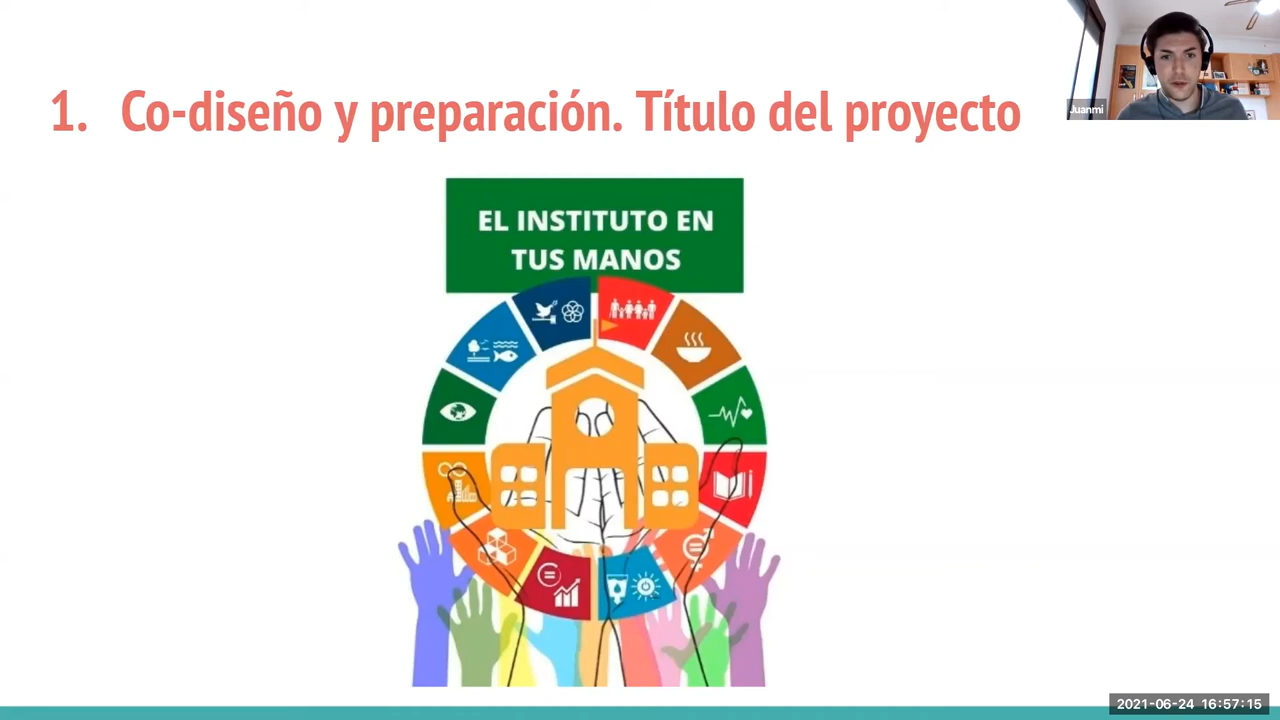 1. Co-diseño y preparación. Título del proyecto
Juanmi
EL INSTITUTO EN
TUS MANOS
2021-06-24 16:57:15